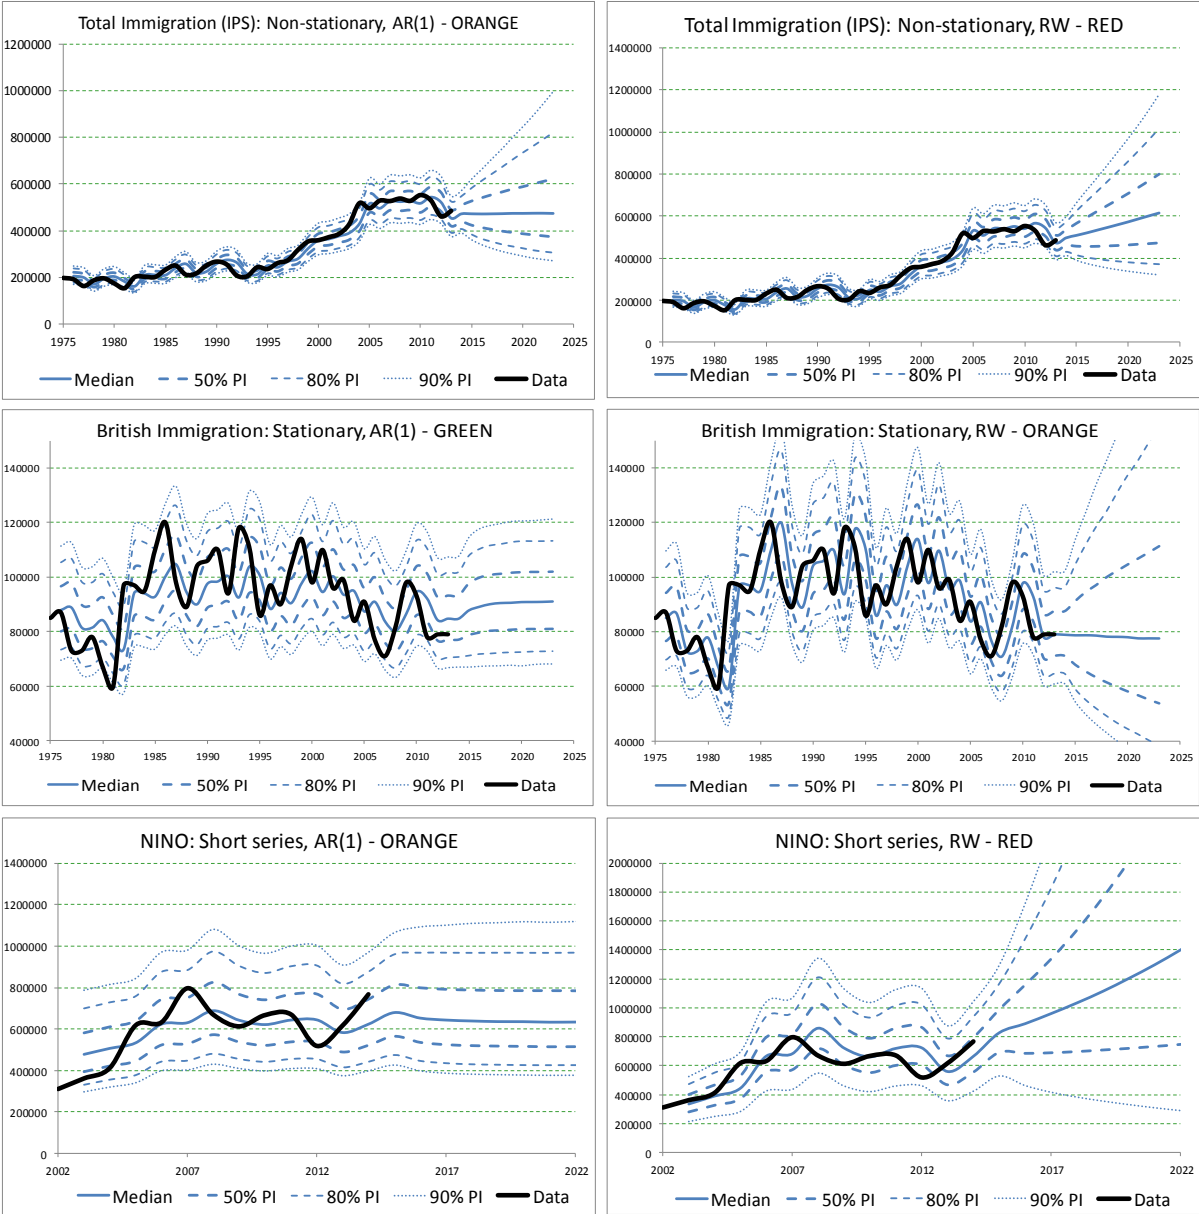 Total Immigration (IPS): Non-stationary, AR(1) - ORANGE
1200000
1000000
800000
600000
400000
200000
0
1975 1980 1985 1990 1995 2000 2005 2010 2015 2020 2025
Median 50% PI 80% PI 90% PI Data
Total Immigration (IPS): Non-stationary, RW - RED
1400000
1200000
1000000
800000
600000
400000
200000
0
1975 1980 1985 1990 1995 2000 2005 2010 2015 2020 2025
Median 50% PI 80% PI 90% PI Data
British Immigration: Stationary, AR(1) - GREEN
140000
120000
100000
80000
60000
40000
1975 1980 1985 1990 1995 2000 2005 2010 2015 2020 2025
Median 50% PI 80% PI 90% PI Data
British Immigration: Stationary, RW - ORANGE
140000
120000
100000
80000
60000
40000
1975 1980 1985 1990 1995 2000 2005 2010 2015 2020 2025
Median 50% PI 80% PI 90% PI Data
NINO: Short series, AR(1) - ORANGE
1400000
1200000
1000000
800000
600000
400000
200000
0
2002 2007 2012 2017 2022
Median 50% PI 80% PI 90% PI Data
NINO: Short series, RW - RED
2000000
1800000
1600000
1400000
1200000
1000000
800000
600000
400000
200000
0
2002 2007 2012 2017 2022
Median 50% PI 80% PI 90% PI Data